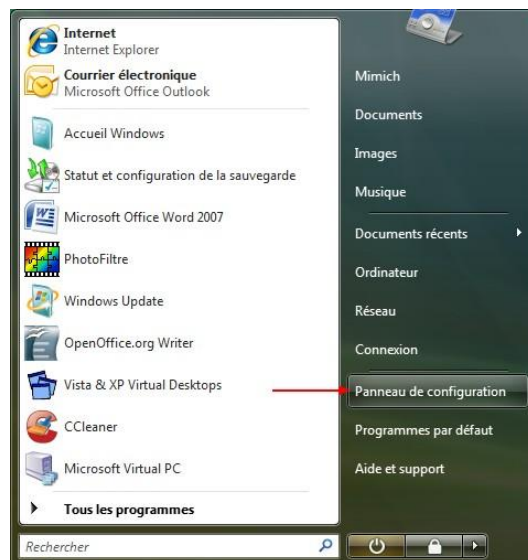 Internet
Internet Explorer
Courrier électronique
Microsoft Office Outlook
Accueil Windows
Statut et configuration de la sauvegarde
Microsoft Office Word 2007
PhotoFiltre
Windows Update
OpenOffice.org Writer
Vista & XP Virtual Desktops
CCleaner
Microsoft Virtual PC
Tous les programmes
Rechercher
Mimich
Documents
Images
Musique
Documents récents
Ordinateur
Réseau
Connexion
Panneau de configuration
Programmes par défaut
Aide et support